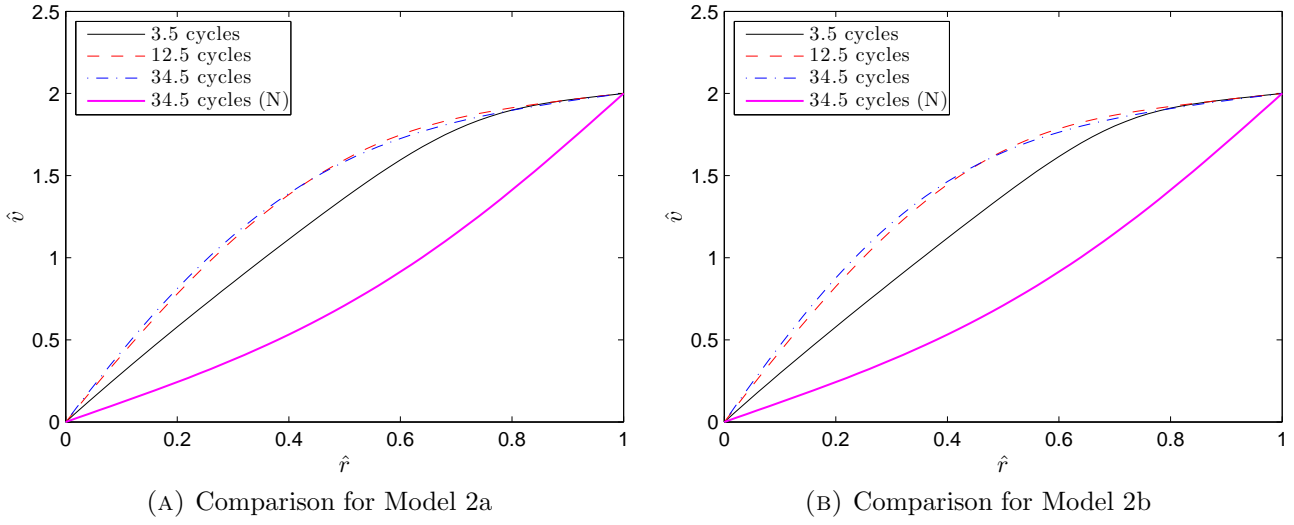 2.5
2
1.5
1
0.5
0
v̂
0 0.2 0.4 0.6 0.8 1
r̂
3.5 cycles
12.5 cycles
34.5 cycles
34.5 cycles (N)
(A) Comparison for Model 2a
2.5
2
1.5
1
0.5
0
v̂
0 0.2 0.4 0.6 0.8 1
r̂
3.5 cycles
12.5 cycles
34.5 cycles
34.5 cycles (N)
(B) Comparison for Model 2b